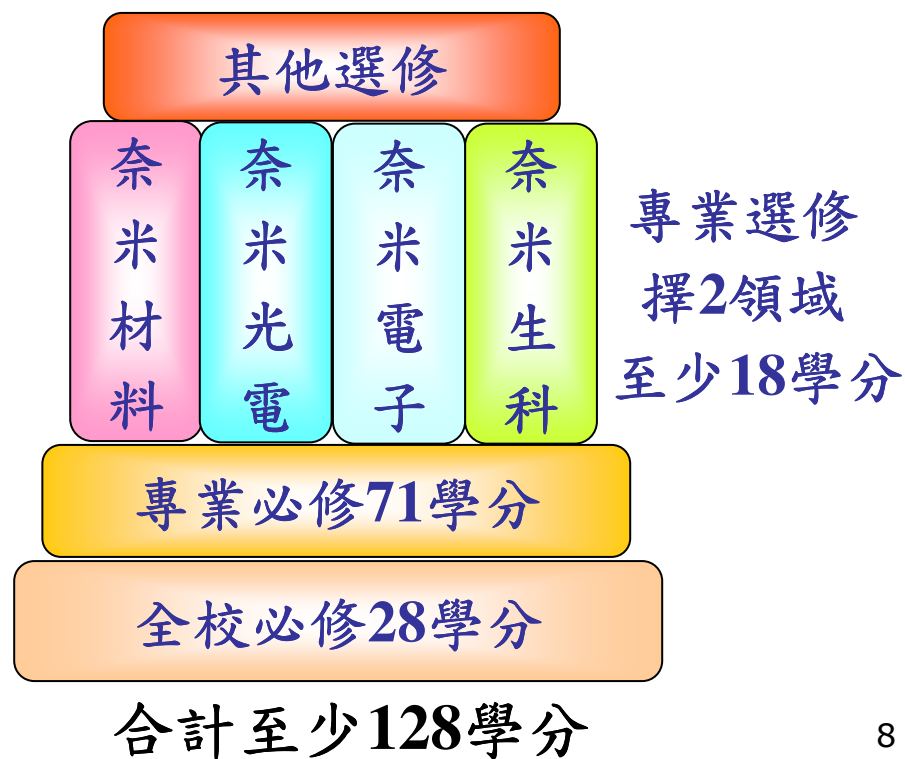 其他選修
奈米材料
奈米光電
奈米電子
奈米生科
專業選修
擇2領域
至少18學分
專業必修71學分
全校必修28學分
合計至少128學分
8